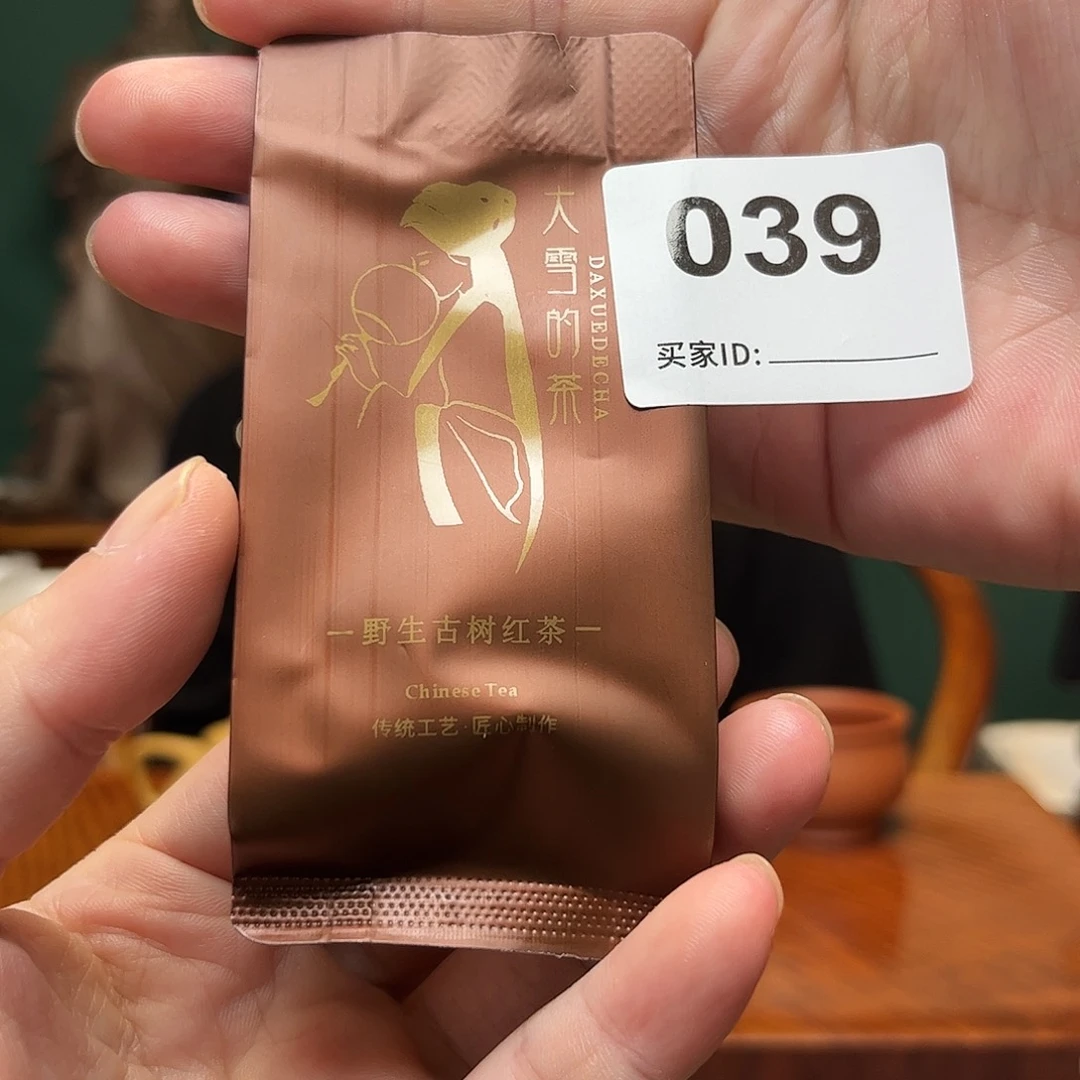 大雪的茶
DAXUEDECHA
039
买家ID:
野生古树红茶
Chinese Tea
传统工艺·匠心制作